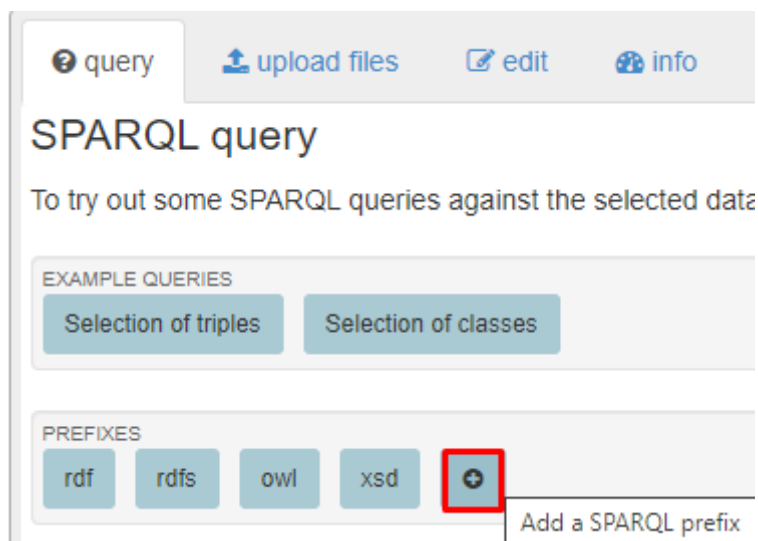 query upload files edit info
SPARQL query
To try out some SPARQL queries against the selected data
EXAMPLE QUERIES
Selection of triples Selection of classes
PREFIXES
rdf rdfs owl xsd
Add a SPARQL prefix